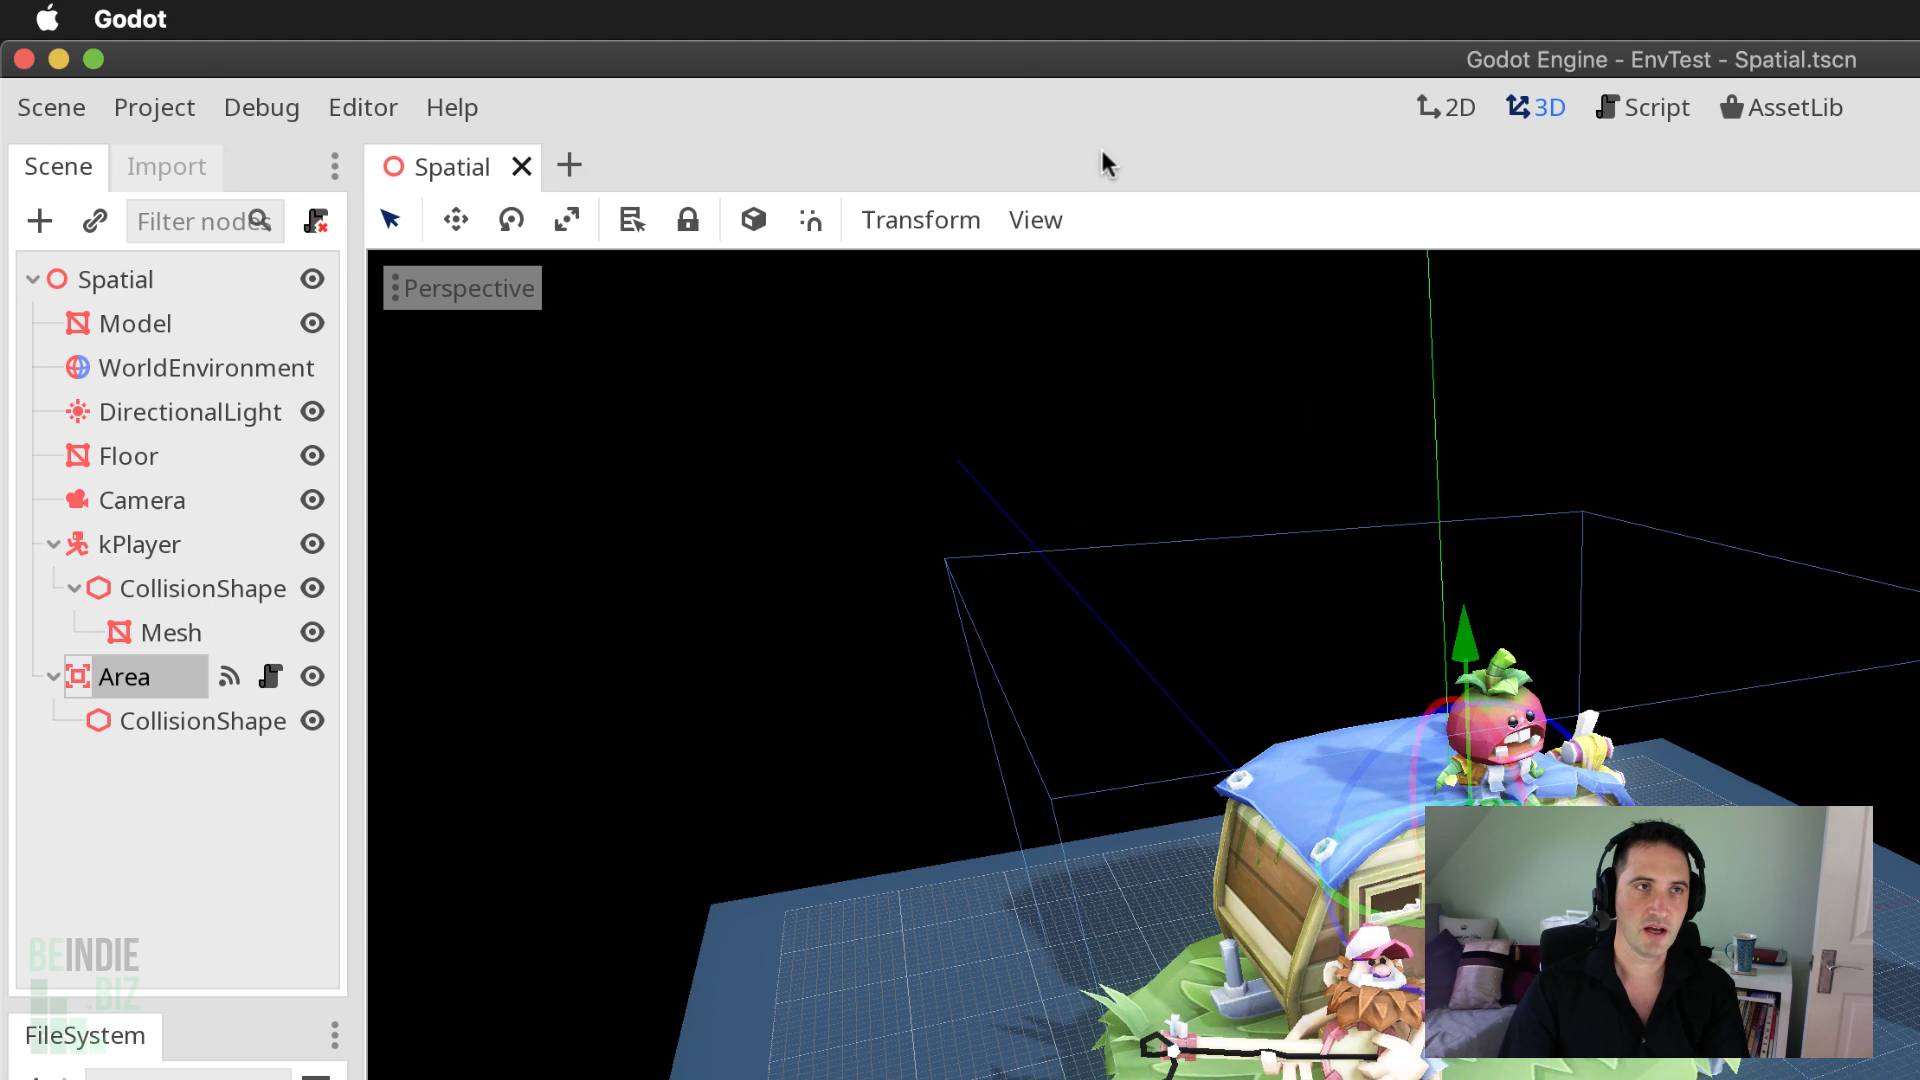 Godot
Godot Engine - EnvTest - Spatial.tscn
Scene Project Debug Editor Help
2D 3D Script AssetLib
Scene Import
Spatial
Filter nodes
Transform View
Perspective
Spatial
Model
WorldEnvironment
DirectionalLight
Floor
Camera
kPlayer
CollisionShape
Mesh
Area
CollisionShape
BEINDIE
.BIZ
FileSystem